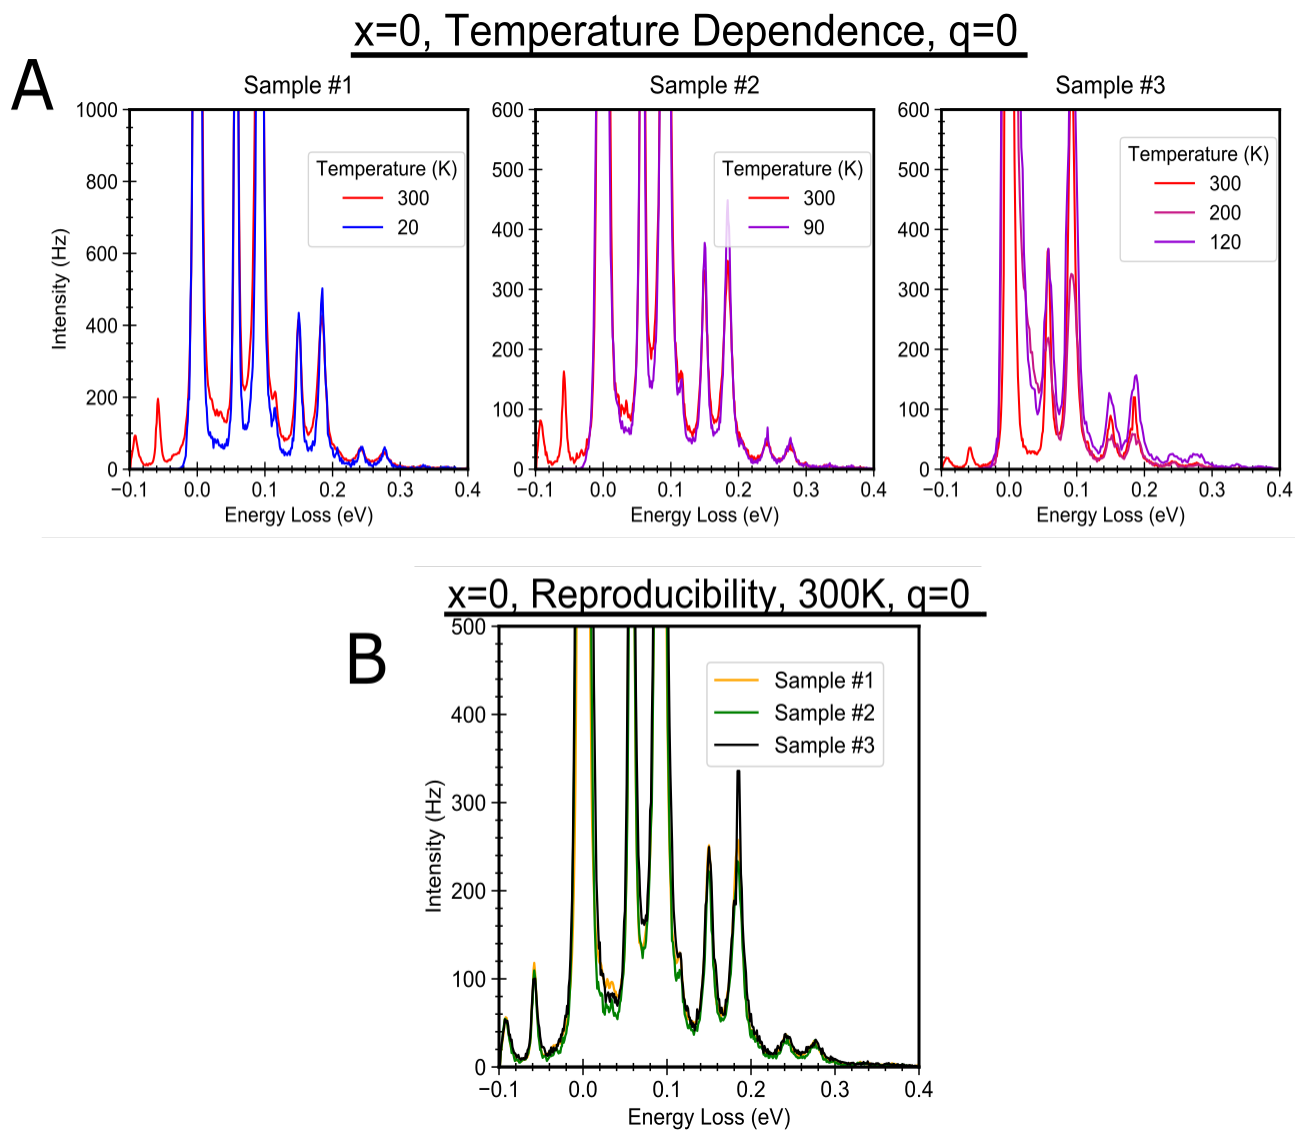 x=0, Temperature Dependence, q=0
A
Sample #1
Sample #2
Sample #3
1000
800
600
400
200
0
Intensity (Hz)
Temperature (K)
300
20
−0.1 0.0 0.1 0.2 0.3 0.4
Energy Loss (eV)
600
500
400
300
200
100
0
Temperature (K)
300
90
−0.1 0.0 0.1 0.2 0.3 0.4
Energy Loss (eV)
600
500
400
300
200
100
0
Temperature (K)
300
200
120
−0.1 0.0 0.1 0.2 0.3 0.4
Energy Loss (eV)
x=0, Reproducibility, 300K, q=0
B
500
400
300
200
100
0
Intensity (Hz)
Sample #1
Sample #2
Sample #3
−0.1 0.0 0.1 0.2 0.3 0.4
Energy Loss (eV)